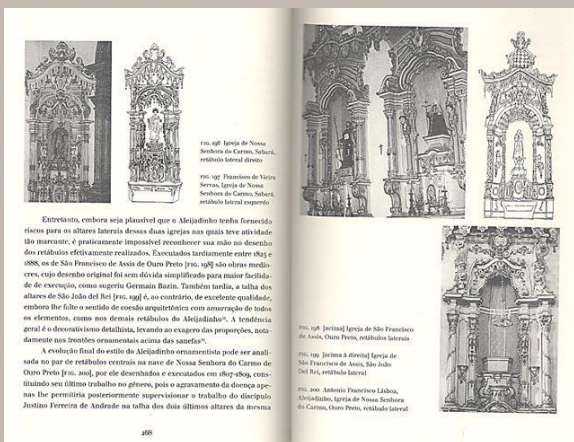 FIG. 196 Igreja de Nossa
Senhora do Carmo, Sabará,
retábulo lateral direito
FIG. 197 Francisco de Vieira
Servas, Igreja de Nossa
Senhora do Carmo, Sabará,
retábulo lateral esquerdo
Entretanto, embora seja plausível que o Aleijadinho tenha fornecido
riscos para os altares laterais dessas duas igrejas nas quais teve atividade
tão marcante, é praticamente impossível reconhecer sua mão no desenho
dos retábulos efetivamente realizados. Executados tardiamente entre 1825 e
1888, os de São Francisco de Assis de Ouro Preto [FIG. 198] são obras medío-
cres, cujo desenho original foi sem dúvida simplificado para maior facilida-
de de execução, como sugeriu Germain Bazin. Também tardia, a talha dos
altares de São João del Rei [FIG. 199] é, ao contrário, de excelente qualidade,
embora lhe falte o sentido de coesão arquitetônica com amarração de todos
os elementos, como nos demais retábulos do Aleijadinho. A tendência
geral é o decorativismo detalhista, levando ao exagero das proporções, nota-
damente nos frontões ornamentais acima das sanefas.
A evolução final do estilo do Aleijadinho ornamentista pode ser anali-
sada no par de retábulos centrais na nave de Nossa Senhora do Carmo de
Ouro Preto [FIG. 200], por ele desenhados e executados em 1807-1809, cons-
tituindo seu último trabalho no gênero, pois o agravamento da doença ape-
nas lhe permitiria posteriormente supervisionar o trabalho do discípulo
Justino Ferreira de Andrade na talha dos dois últimos altares da mesma
268
FIG. 198 [acima] Igreja de São Francisco
de Assis, Ouro Preto, retábulos laterais
FIG. 199 [acima à direita] Igreja de
São Francisco de Assis, São João
Del Rei, retábulo lateral
FIG. 200 Antonio Francisco Lisboa,
Aleijadinho, Igreja de Nossa Senhora
do Carmo, Ouro Preto, retábulo lateral